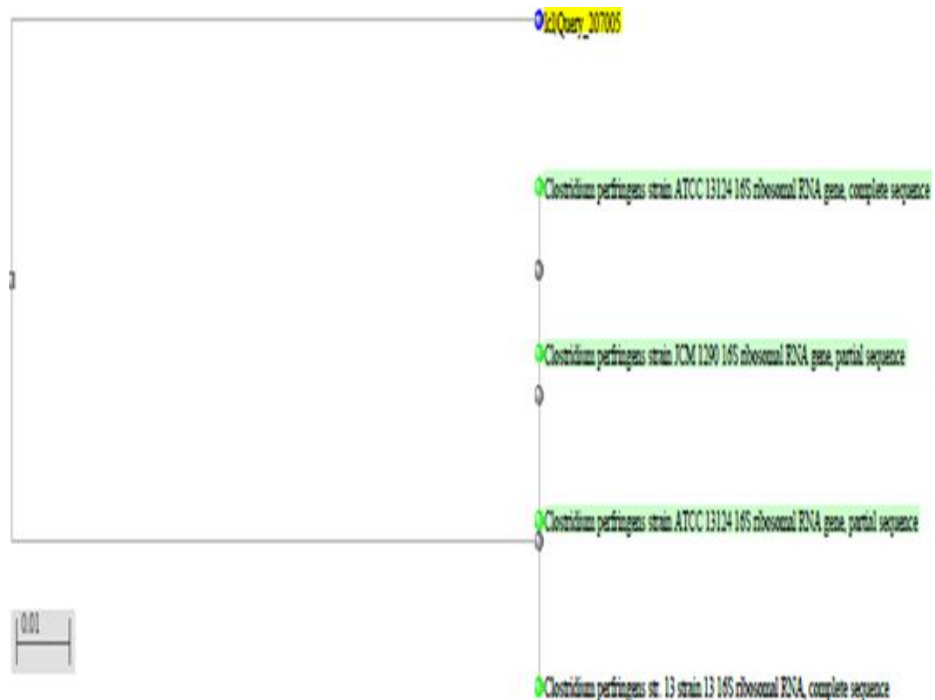 lcl|Query_207005
Clostridium perfringens strain ATCC 13124 16S ribosomal RNA gene, complete sequence
Clostridium perfringens strain JCM 1290 16S ribosomal RNA gene, partial sequence
Clostridium perfringens strain ATCC 13124 16S ribosomal RNA gene, partial sequence
0.01
Clostridium perfringens str. 13 strain 13 16S ribosomal RNA, complete sequence